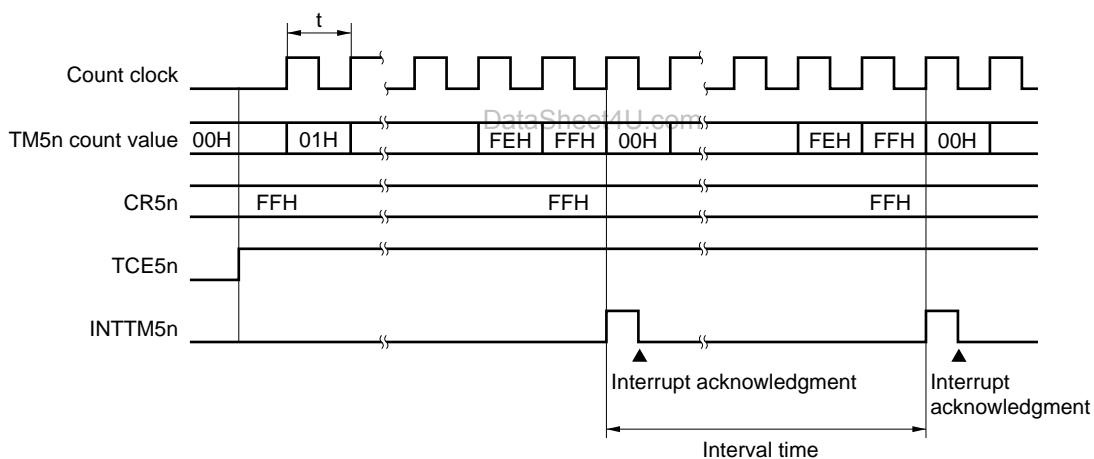 t
Count clock
DataSheet4U.com
TM5n count value 00H 01H FEH FFH 00H FEH FFH 00H
CR5n FFH FFH FFH
TCE5n
INTTM5n
Interrupt acknowledgment
Interrupt
acknowledgment
Interval time